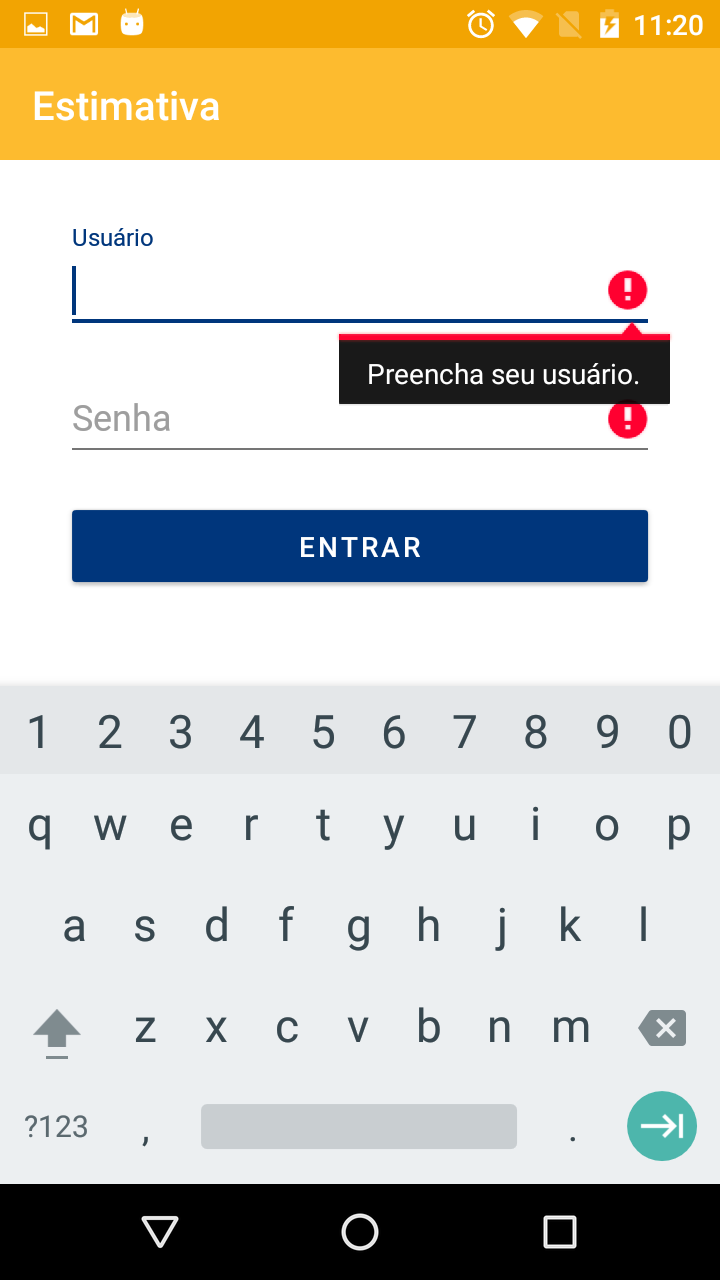 11:20
Estimativa
Usuário
Preencha seu usuário.
Senha
ENTRAR
1 2 3 4 5 6 7 8 9 0
q w e r t y u i o p
a s d f g h j k l
z x c v b n m
?123 , .